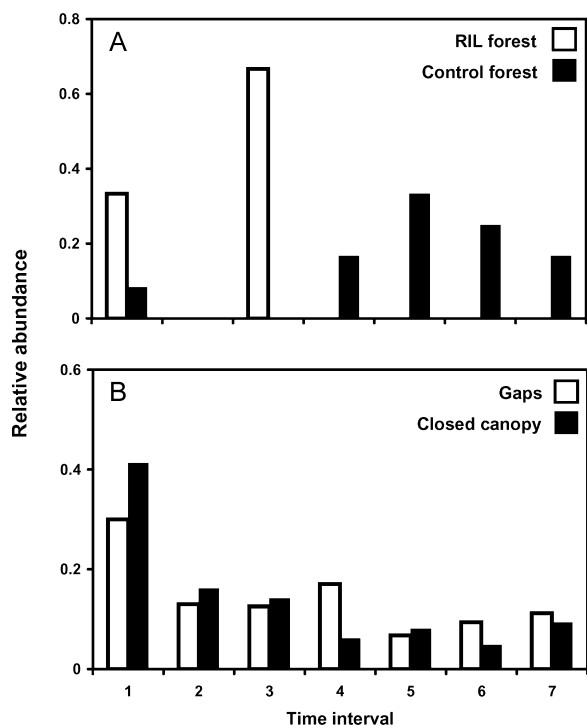 A
RIL forest
Control forest
0.8
0.6
0.4
0.2
0
Relative abundance
B
Gaps
Closed canopy
0.6
0.4
0.2
0
1 2 3 4 5 6 7
Time interval